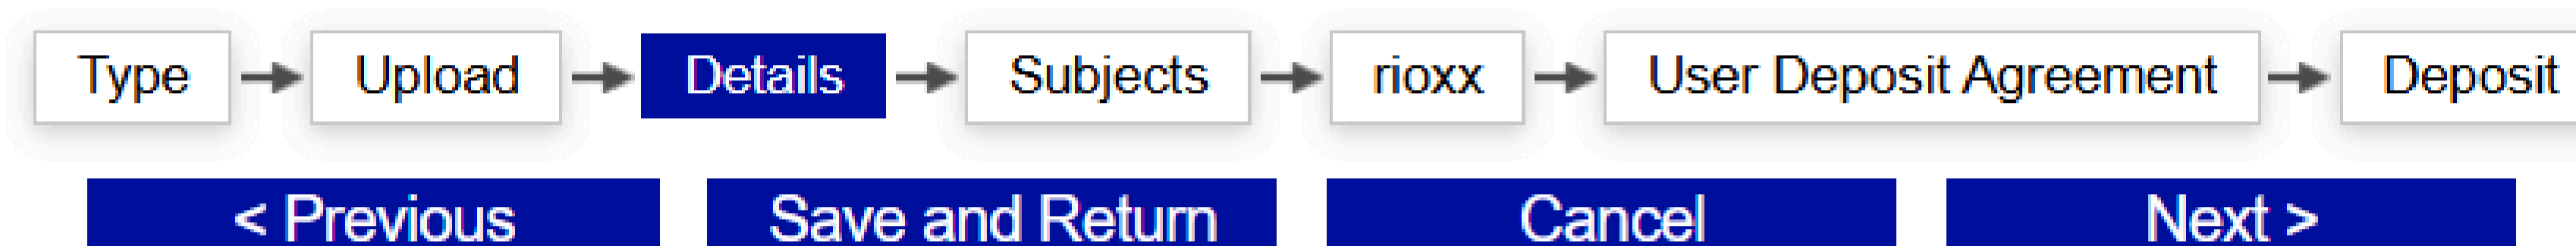 Type Upload Details Subjects rioxx User Deposit Agreement Deposit
< Previous Save and Return Cancel Next >